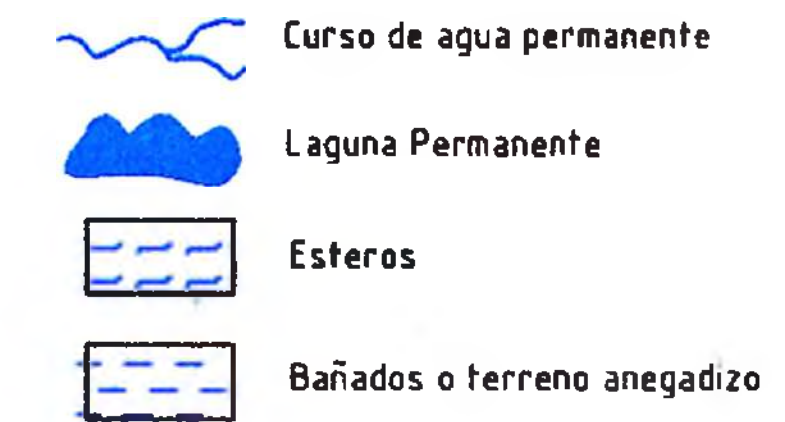 Curso de agua permanente
Laguna Permanente
Esteros
Bañados o terreno anegadizo